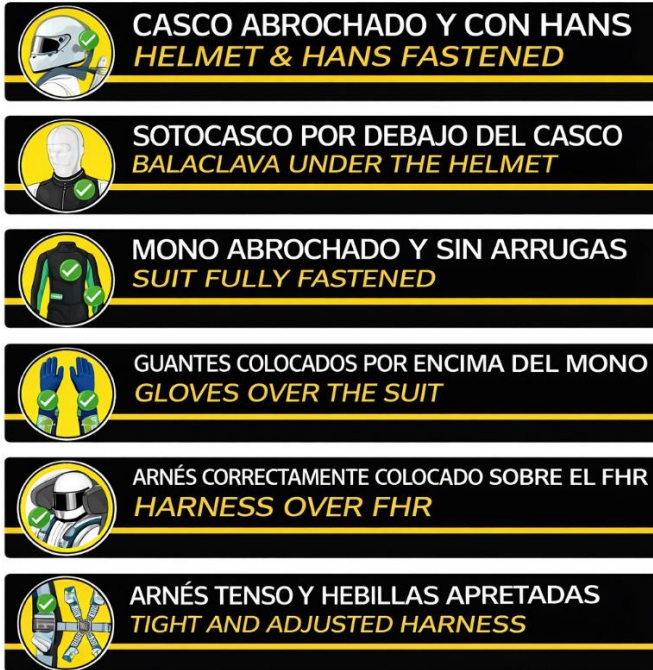 CASCO ABROCHADO Y CON HANS
HELMET & HANS FASTENED
SOTOCASCO POR DEBAJO DEL CASCO
BALACLAVA UNDER THE HELMET
MONO ABROCHADO Y SIN ARRUGAS
SUIT FULLY FASTENED
GUANTES COLOCADOS POR ENCIMA DEL MONO
GLOVES OVER THE SUIT
ARNÉS CORRECTAMENTE COLOCADO SOBRE EL FHR
HARNESS OVER FHR
ARNÉS TENSO Y HEBILLAS APRETADAS
TIGHT AND ADJUSTED HARNESS